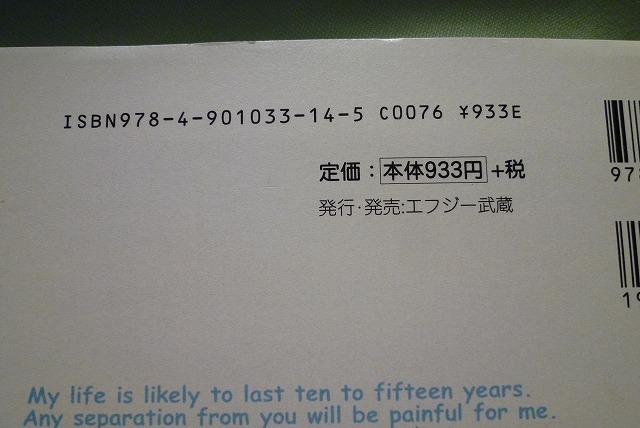 ISBN978-4-901033-14-5 C0076 ¥933E
定価：本体933円+税
発行・発売:エフジー武蔵
978
19
My life is likely to last ten to fifteen years.
Any separation from you will be painful for me.